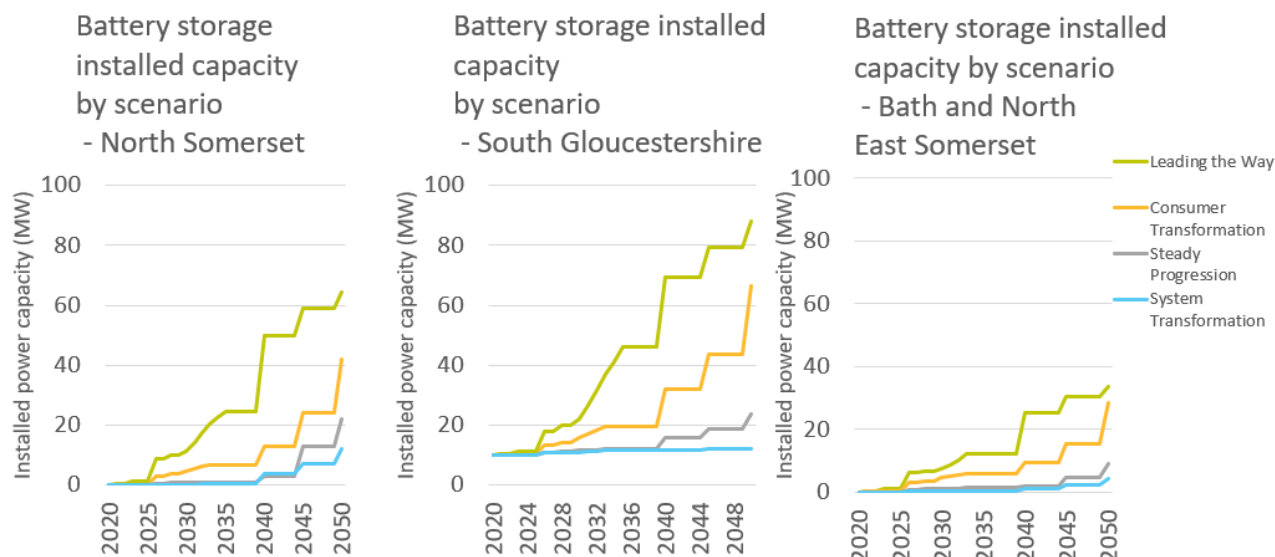 Battery storage
installed capacity
by scenario
- North Somerset
Installed power capacity (MW)
100
80
60
40
20
0
2020
2025
2030
2035
2040
2045
2050
Battery storage installed
capacity
by scenario
- South Gloucestershire
Installed power capacity (MW)
100
80
60
40
20
0
2020
2024
2028
2032
2036
2040
2044
2048
Battery storage installed
capacity by scenario
- Bath and North
East Somerset
Installed power capacity (MW)
100
80
60
40
20
0
2020
2025
2030
2035
2040
2045
2050
Leading the Way
Consumer
Transformation
Steady
Progression
System
Transformation